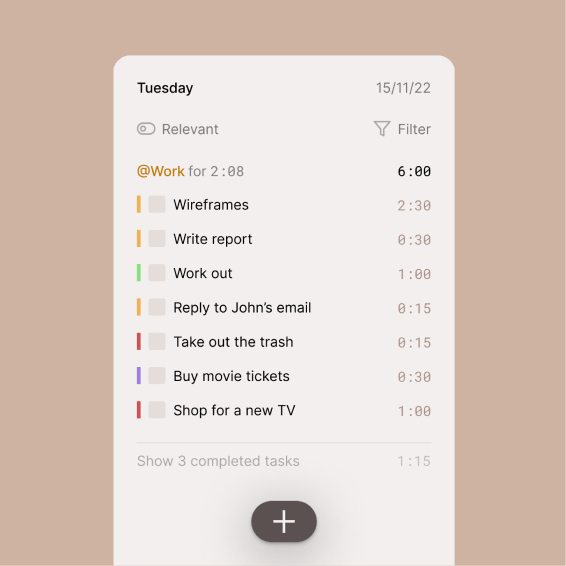 Tuesday 15/11/22
Relevant Filter
@Work for 2:08 6:00
Wireframes 2:30
Write report 0:30
Work out 1:00
Reply to John’s email 0:15
Take out the trash 0:15
Buy movie tickets 0:30
Shop for a new TV 1:00
Show 3 completed tasks 1:15